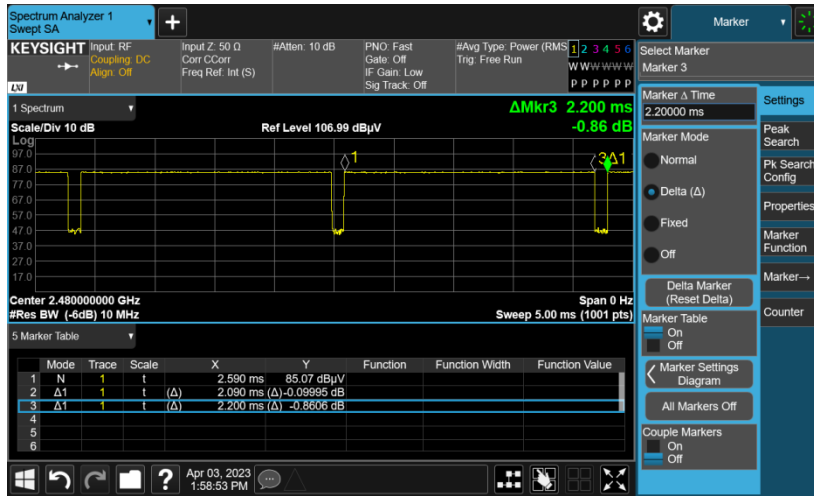 Spectrum Analyzer 1
Swept SA
Marker
KEYSIGHT
Input: RF
Coupling: DC
Align: Off
Input Z: 50 Ω
Corr CCorr
Freq Ref: Int (S)
#Atten: 10 dB
PNO: Fast
Gate: Off
IF Gain: Low
Sig Track: Off
#Avg Type: Power (RMS
Trig: Free Run
1 2 3 4 5 6
W W W W W W
P P P P P P
LXI
Select Marker
Marker 3
1 Spectrum
ΔMkr3 2.200 ms
Scale/Div 10 dB
Ref Level 106.99 dBµV
-0.86 dB
Log
97.0
87.0
77.0
67.0
57.0
47.0
37.0
27.0
17.0
1
3Δ1
Center 2.480000000 GHz
#Res BW (-6dB) 10 MHz
Span 0 Hz
Sweep 5.00 ms (1001 pts)
5 Marker Table
Mode Trace Scale X Y Function Function Width Function Value
1 N 1 t 2.590 ms 85.07 dBµV
2 Δ1 1 t (Δ) 2.090 ms (Δ) -0.09995 dB
3 Δ1 1 t (Δ) 2.200 ms (Δ) -0.8606 dB
4
5
6
Marker Δ Time
2.20000 ms
Marker Mode
Normal
Delta (Δ)
Fixed
Off
Delta Marker
(Reset Delta)
Marker Table
On
Off
Marker Settings
Diagram
All Markers Off
Couple Markers
On
Off
Settings
Peak
Search
Pk Search
Config
Properties
Marker
Function
Marker→
Counter
?
Apr 03, 2023
1:58:53 PM